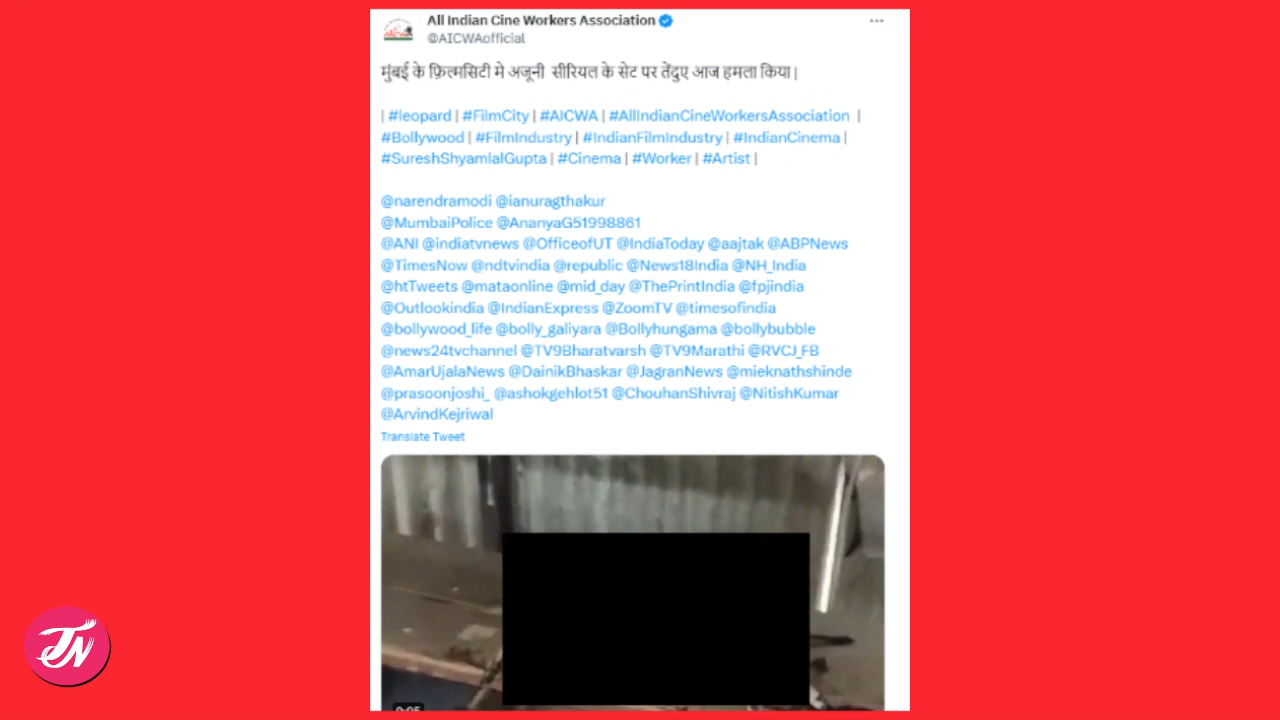 All Indian Cine Workers Association
@AICWAofficial
मुंबई के फ़िल्मसिटी मे अजूनी सीरियल के सेट पर तेंदुए आज हमला किया |
| #leopard | #FilmCity | #AICWA | #AllIndianCineWorkersAssociation |
#Bollywood | #FilmIndustry | #IndianFilmIndustry | #IndianCinema |
#SureshShyamlalGupta | #Cinema | #Worker | #Artist |
@narendramodi @ianuragthakur
@MumbaiPolice @AnanyaG51998861
@ANI @indiatvnews @OfficeofUT @IndiaToday @aajtak @ABPNews
@TimesNow @ndtvindia @republic @News18India @NH_India
@htTweets @mataonline @mid_day @ThePrintIndia @fpjindia
@Outlookindia @IndianExpress @ZoomTV @timesofindia
@bollywood_life @bolly_galiyara @Bollyhungama @bollybubble
@news24tvchannel @TV9Bharatvarsh @TV9Marathi @RVCJ_FB
@AmarUjalaNews @DainikBhaskar @JagranNews @mieknathshinde
@prasoonjoshi_ @ashokgehlot51 @ChouhanShivraj @NitishKumar
@ArvindKejriwal
Translate Tweet
TN